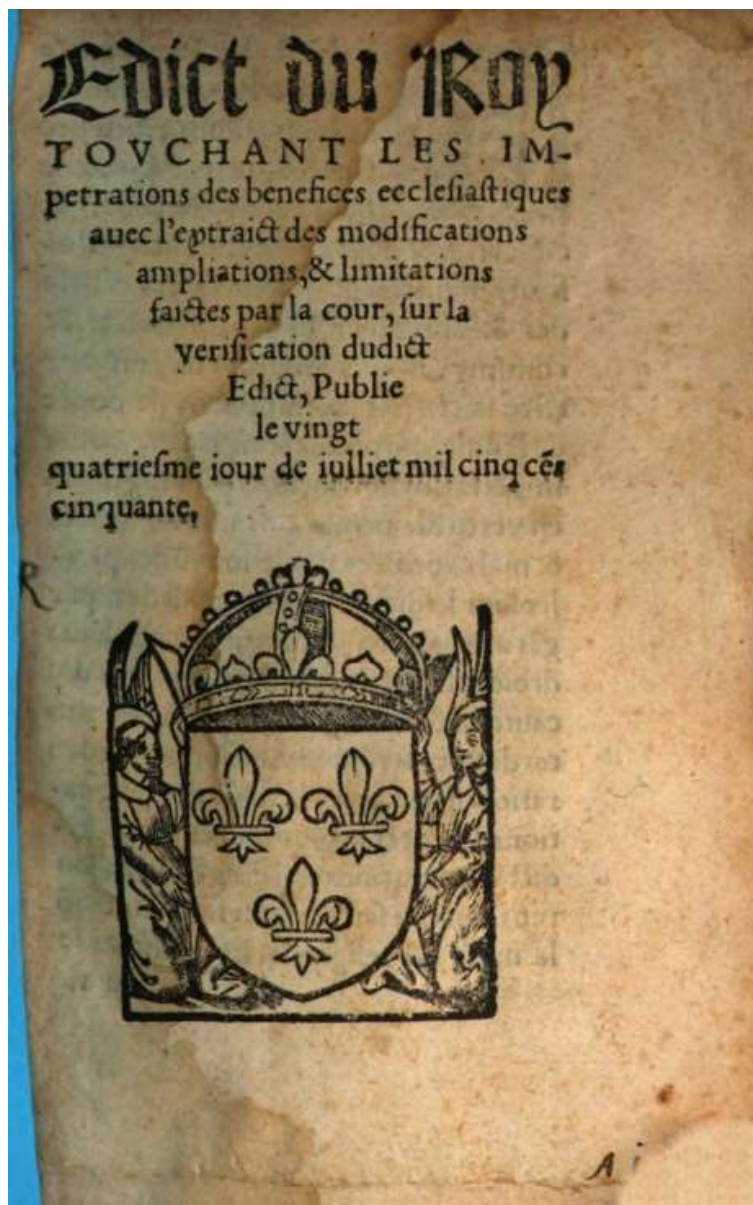 Edict du Roy
TOVCHANT LES IM-
petrations des benefices ecclesiastiques
auec l'extraict des modifications
ampliations,& limitations
faictes par la cour, sur la
verification dudict
Edict, Publie
le vingt
quatriesme iour de iulliet mil cinq cẽs
cinquante,
R
A i